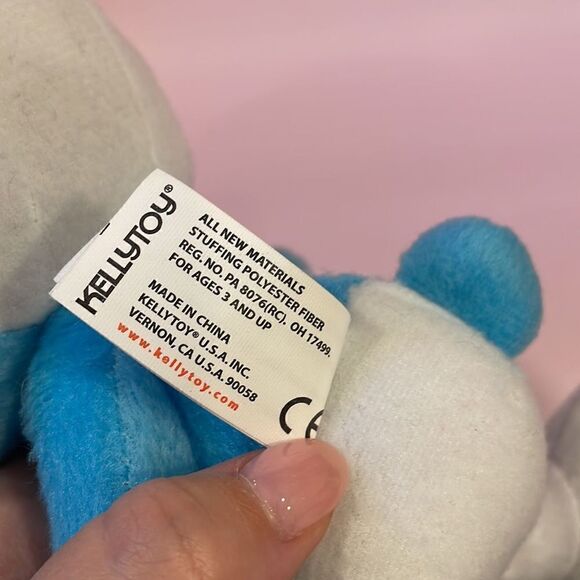 KELLYTOY®
ALL NEW MATERIALS
STUFFING POLYESTER FIBER
REG. NO. PA 8076(RC). OH 17499.
FOR AGES 3 AND UP
MADE IN CHINA
KELLYTOY® U.S.A. INC.
VERNON, CA U.S.A. 90058
www.kellytoy.com
CE